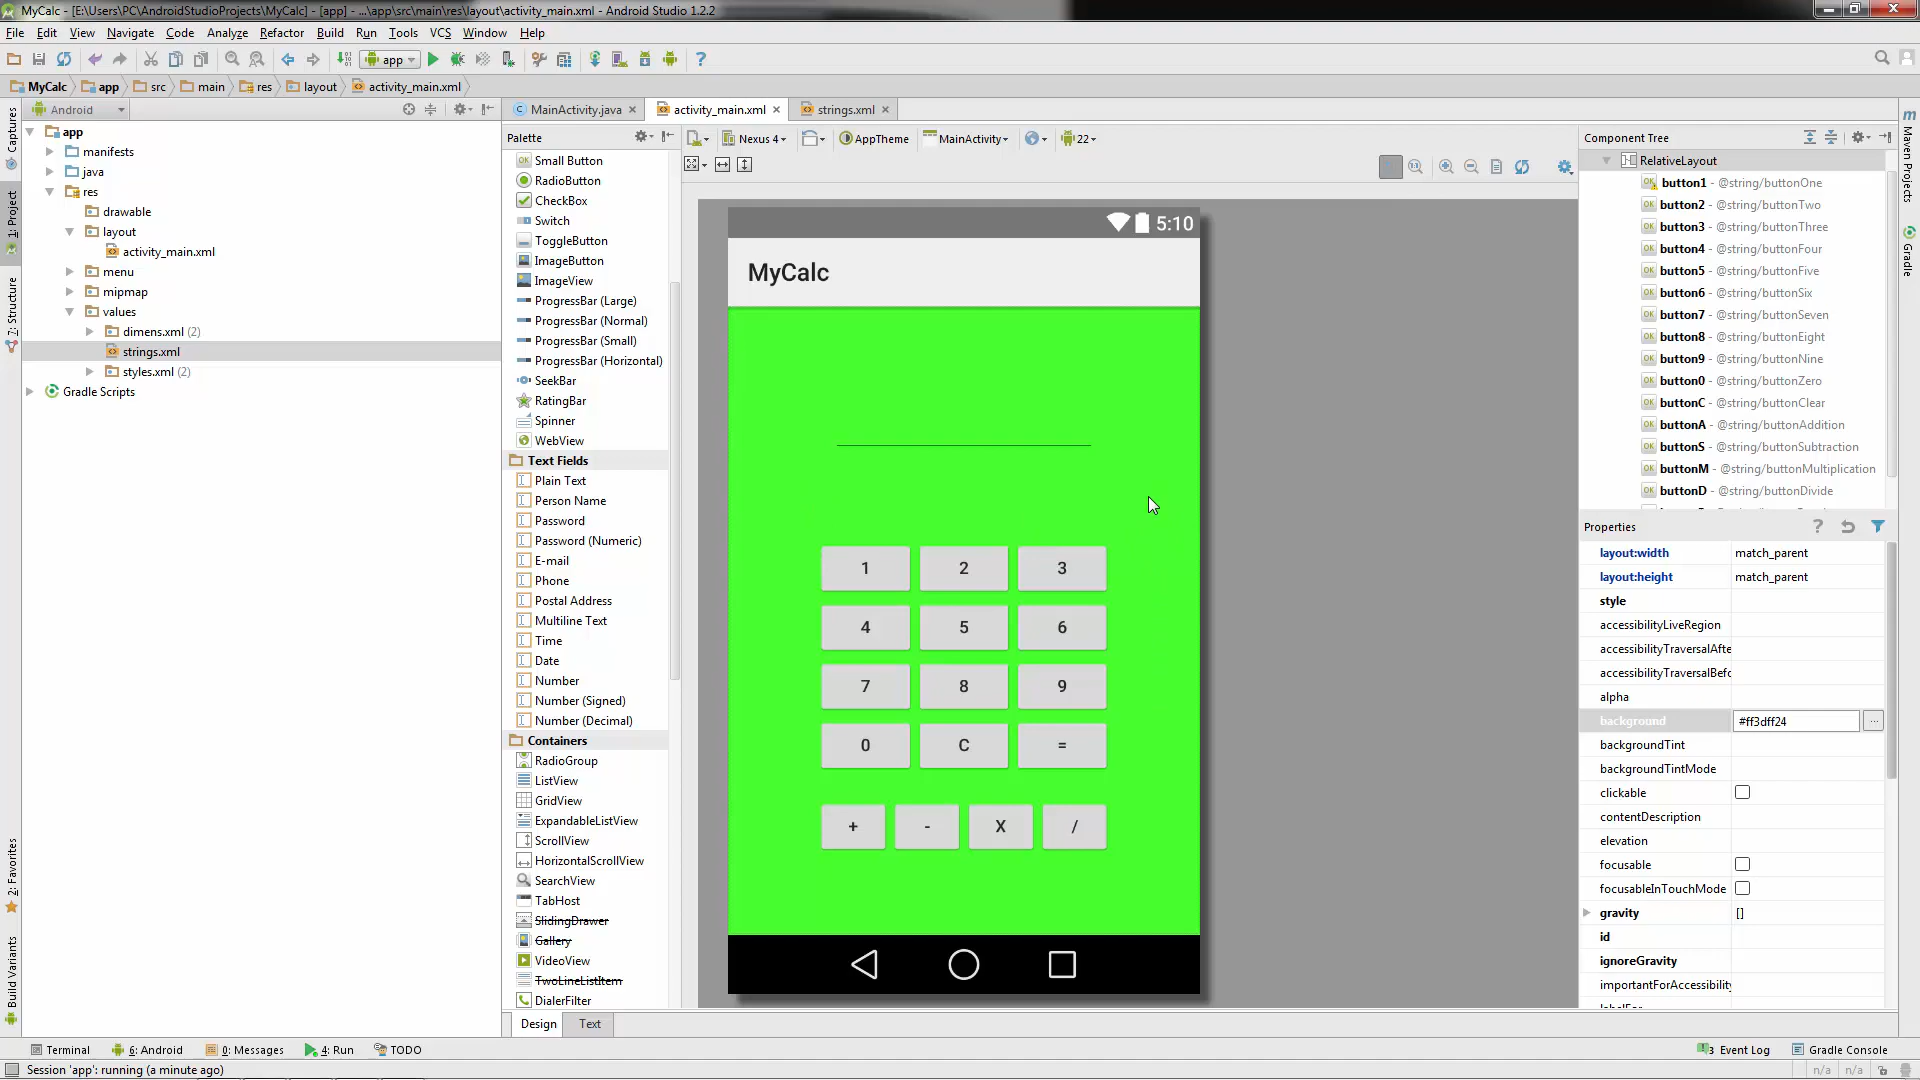 MyCalc - [E:\Users\PC\AndroidStudioProjects\MyCalc] - [app] - ...\app\src\main\res\layout\activity_main.xml - Android Studio 1.2.2
File Edit View Navigate Code Analyze Refactor Build Run Tools VCS Window Help
app
MyCalc app src main res layout activity_main.xml
Android
MainActivity.java activity_main.xml strings.xml
Captures
1: Project
7: Structure
2: Favorites
Build Variants
app
manifests
java
res
drawable
layout
activity_main.xml
menu
mipmap
values
dimens.xml (2)
strings.xml
styles.xml (2)
Gradle Scripts
Palette
Small Button
RadioButton
CheckBox
Switch
ToggleButton
ImageButton
ImageView
ProgressBar (Large)
ProgressBar (Normal)
ProgressBar (Small)
ProgressBar (Horizontal)
SeekBar
RatingBar
Spinner
WebView
Text Fields
Plain Text
Person Name
Password
Password (Numeric)
E-mail
Phone
Postal Address
Multiline Text
Time
Date
Number
Number (Signed)
Number (Decimal)
Containers
RadioGroup
ListView
GridView
ExpandableListView
ScrollView
HorizontalScrollView
SearchView
TabHost
SlidingDrawer
Gallery
VideoView
TwoLineListItem
DialerFilter
Nexus 4 AppTheme MainActivity 22
5:10
MyCalc
1 2 3
4 5 6
7 8 9
0 C =
+ - X /
Design Text
Component Tree
RelativeLayout
button1 - @string/buttonOne
button2 - @string/buttonTwo
button3 - @string/buttonThree
button4 - @string/buttonFour
button5 - @string/buttonFive
button6 - @string/buttonSix
button7 - @string/buttonSeven
button8 - @string/buttonEight
button9 - @string/buttonNine
button0 - @string/buttonZero
buttonC - @string/buttonClear
buttonA - @string/buttonAddition
buttonS - @string/buttonSubtraction
buttonM - @string/buttonMultiplication
buttonD - @string/buttonDivide
Properties
layout:width match_parent
layout:height match_parent
style
accessibilityLiveRegion
accessibilityTraversalAfte
accessibilityTraversalBefo
alpha
background #ff3dff24 ...
backgroundTint
backgroundTintMode
clickable
contentDescription
elevation
focusable
focusableInTouchMode
gravity []
id
ignoreGravity
importantForAccessibility
Maven Projects
Gradle
Terminal 6: Android 0: Messages 4: Run TODO 3 Event Log Gradle Console
Session 'app': running (a minute ago) n/a n/a